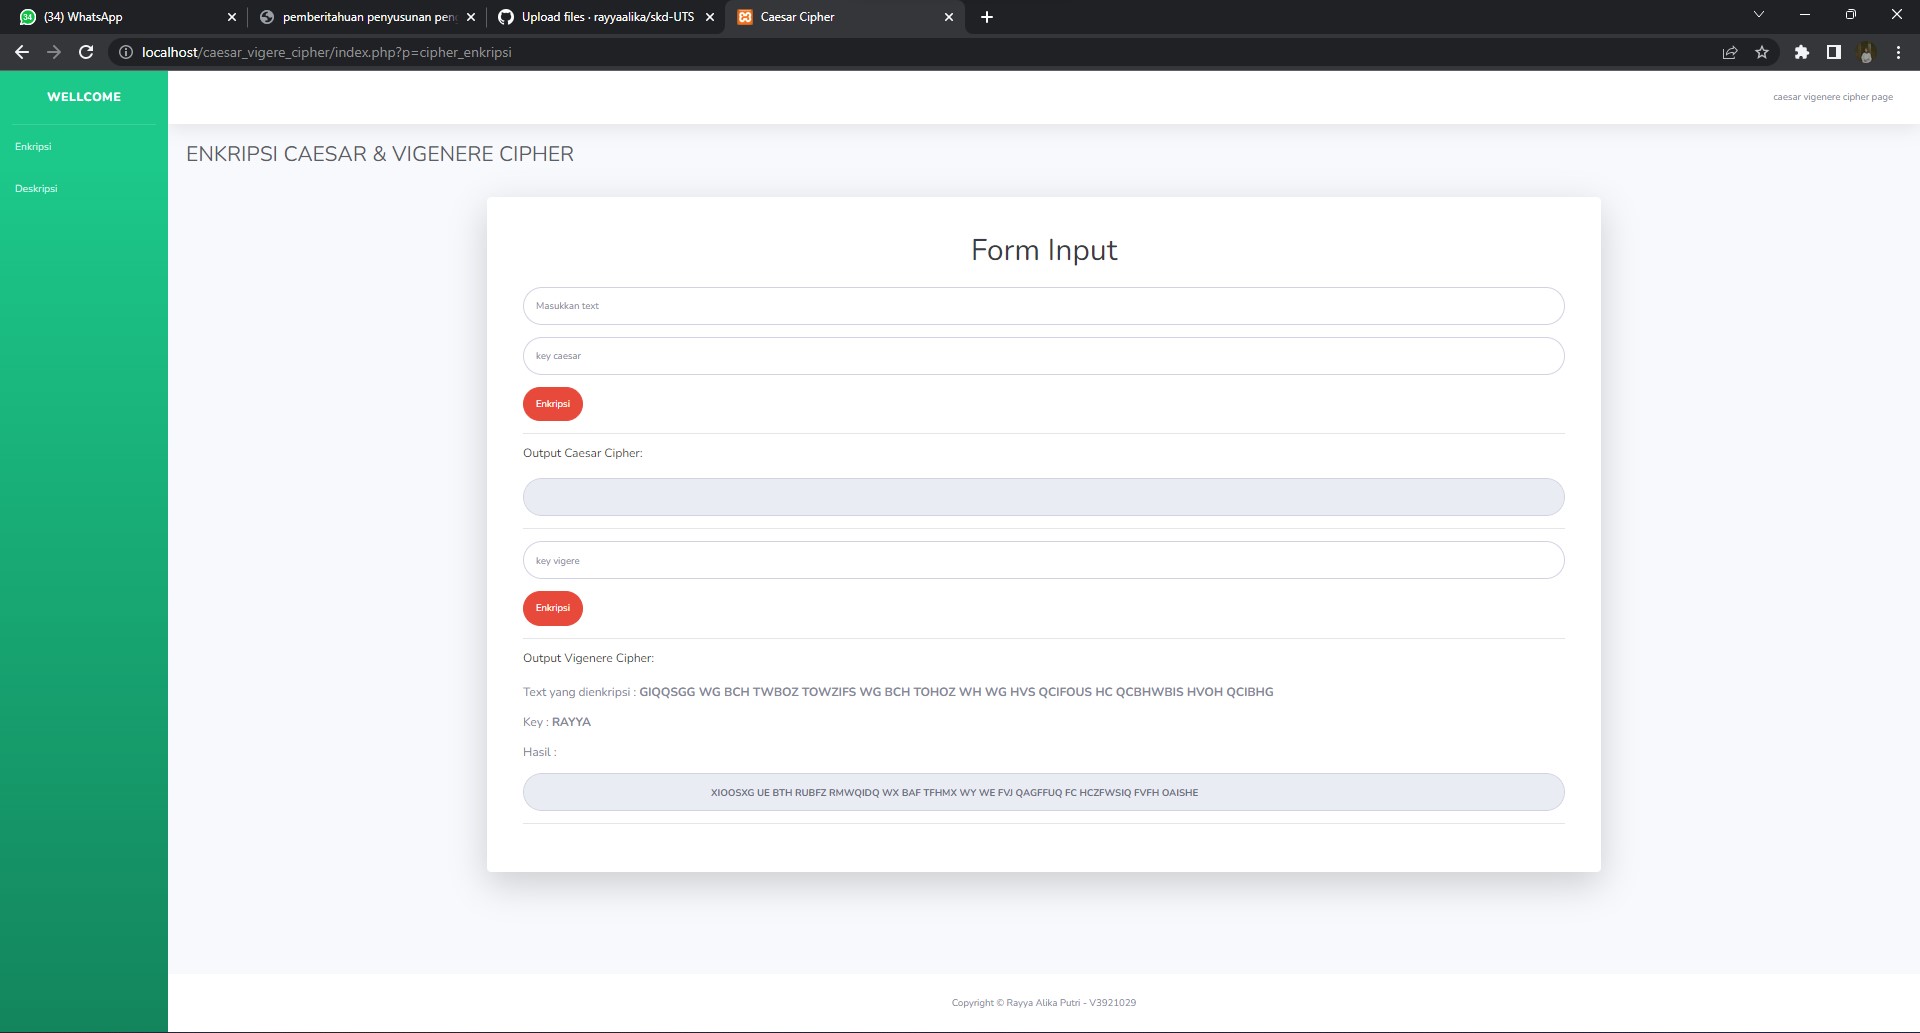 34 (34) WhatsApp
pemberitahuan penyusunan pen
Upload files · rayyaalika/skd-UTS
Caesar Cipher
localhost/caesar_vigere_cipher/index.php?p=cipher_enkripsi
WELLCOME
caesar vigenere cipher page
Enkripsi
Deskripsi
ENKRIPSI CAESAR & VIGENERE CIPHER
Form Input
Masukkan text
key caesar
Enkripsi
Output Caesar Cipher:
key vigere
Enkripsi
Output Vigenere Cipher:
Text yang dienkripsi : GIQQSGG WG BCH TWBOZ TOWZIFS WG BCH TOHOZ WH WG HVS QCIFOUS HC QCBHWBIS HVOH QCIBHG
Key : RAYYA
Hasil :
XIOOSXG UE BTH RUBFZ RMWQIDQ WX BAF TFHMX WY WE FVJ QAGFFUQ FC HCZFWSIQ FVFH OAISHE
Copyright © Rayya Alika Putri - V3921029